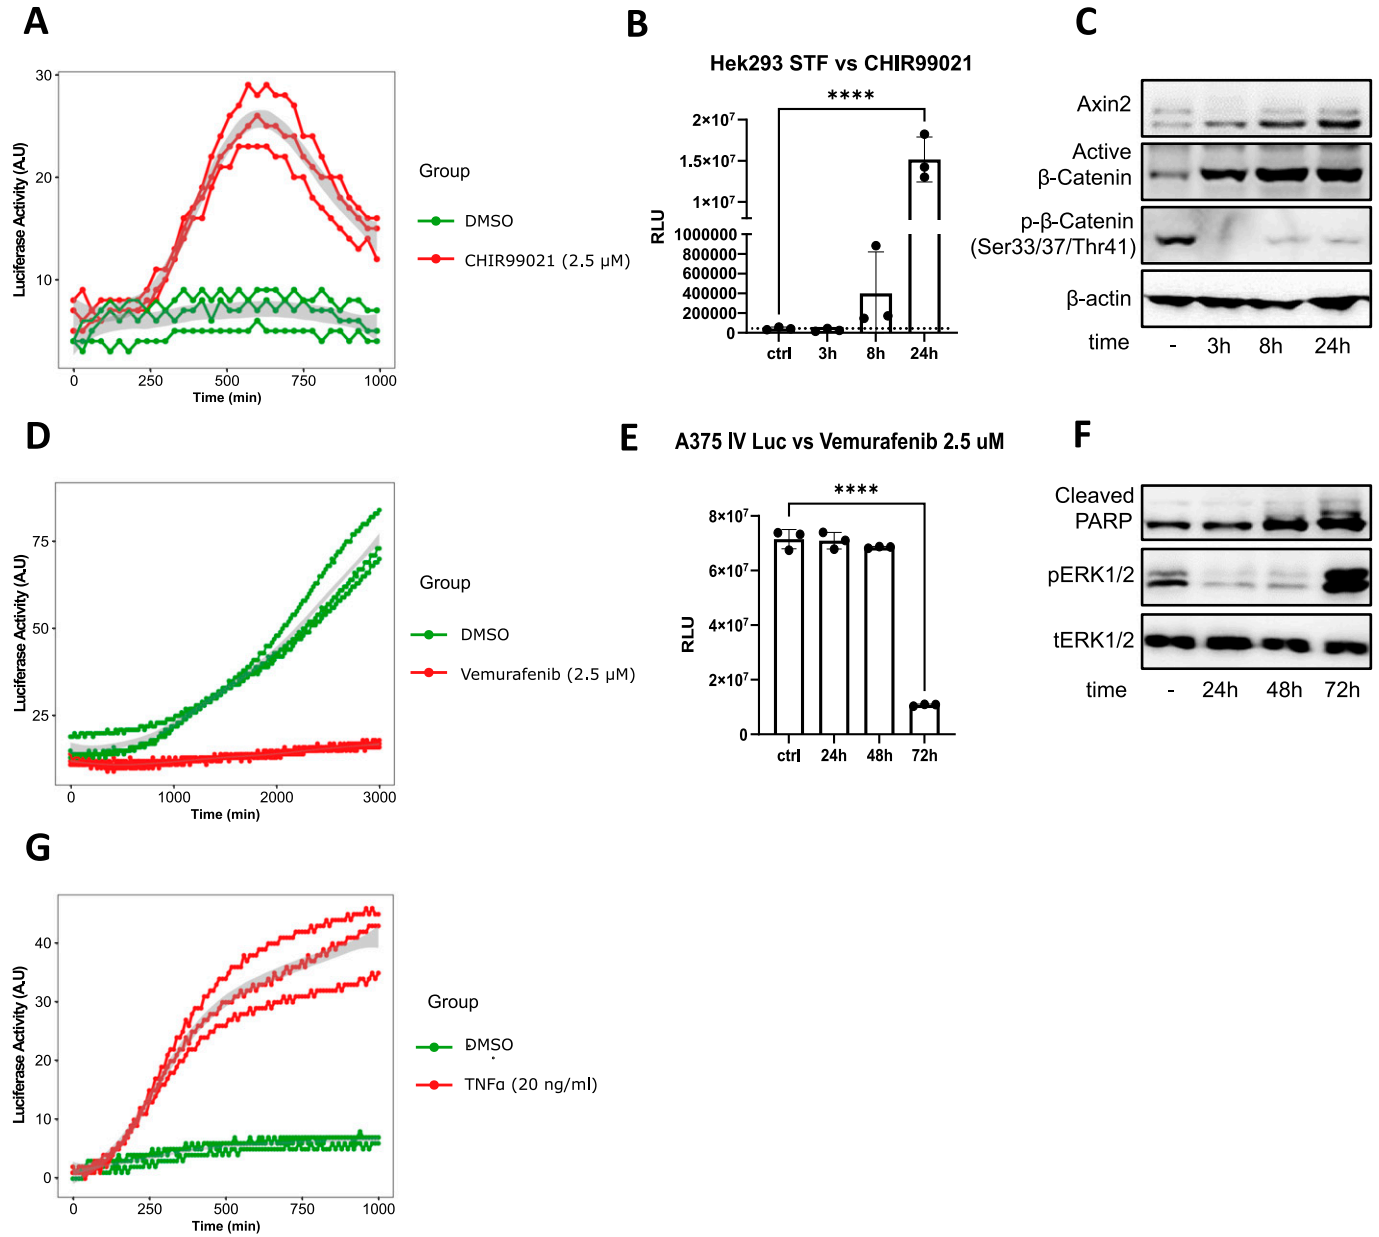 A
Luciferase Activity (A.U)
30
20
10
0
250
500
750
1000
Time (min)
Group
DMSO
CHIR99021 (2.5 µM)
B
Hek293 STF vs CHIR99021
****
RLU
2×10⁷
1.5×10⁷
1×10⁷
1000000
800000
600000
400000
200000
0
ctrl
3h
8h
24h
C
Axin2
Active
β-Catenin
p-β-Catenin
(Ser33/37/Thr41)
β-actin
time - 3h 8h 24h
D
Luciferase Activity (A.U)
75
50
25
0
1000
2000
3000
Time (min)
Group
DMSO
Vemurafenib (2.5 µM)
E
A375 IV Luc vs Vemurafenib 2.5 uM
****
RLU
8×10⁷
6×10⁷
4×10⁷
2×10⁷
0
ctrl
24h
48h
72h
F
Cleaved
PARP
pERK1/2
tERK1/2
time - 24h 48h 72h
G
Luciferase Activity (A.U)
40
30
20
10
0
0
250
500
750
1000
Time (min)
Group
DMSO
TNFα (20 ng/ml)